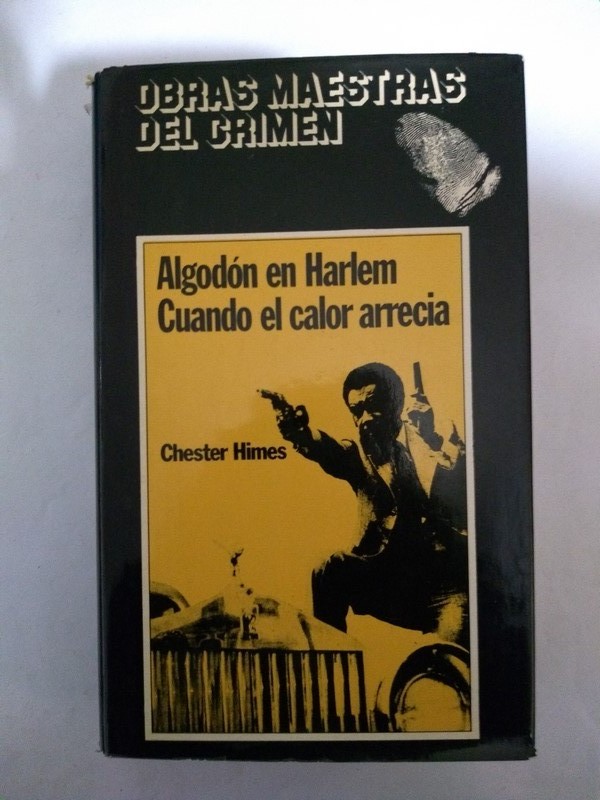 OBRAS MAESTRAS
DEL CRIMEN
Algodón en Harlem
Cuando el calor arrecia
Chester Himes